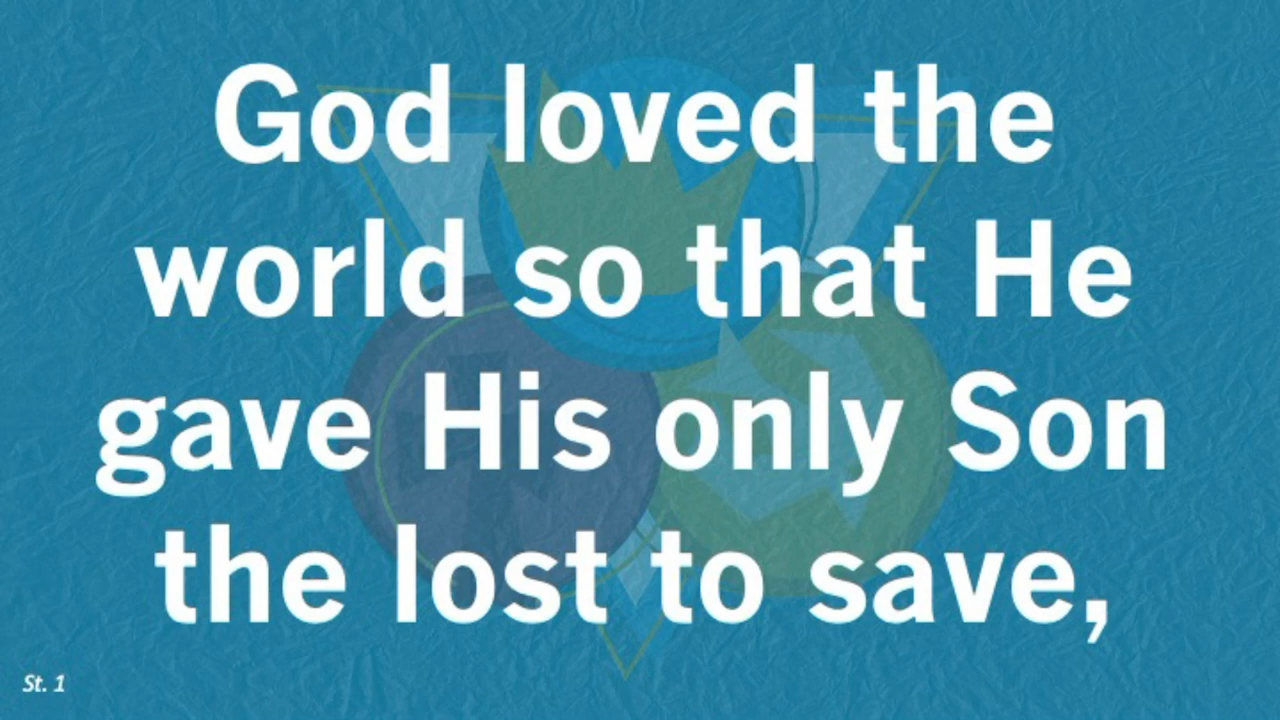 God loved the
world so that He
gave His only Son
the lost to save,
St. 1